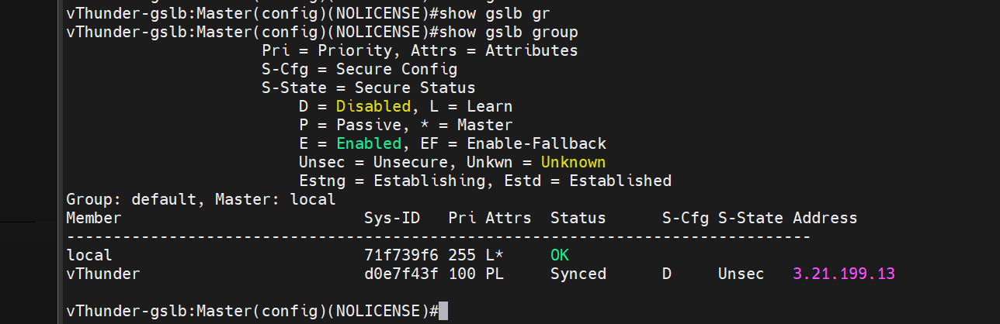 vThunder-gslb:Master(config)(NOLICENSE)#show gslb gr
vThunder-gslb:Master(config)(NOLICENSE)#show gslb group
Pri = Priority, Attrs = Attributes
S-Cfg = Secure Config
S-State = Secure Status
D = Disabled, L = Learn
P = Passive, * = Master
E = Enabled, EF = Enable-Fallback
Unsec = Unsecure, Unkwn = Unknown
Estng = Establishing, Estd = Established
Group: default, Master: local
Member Sys-ID Pri Attrs Status S-Cfg S-State Address
--------------------------------------------------------------------------------
local 71f739f6 255 L* OK
vThunder d0e7f43f 100 PL Synced D Unsec 3.21.199.13
vThunder-gslb:Master(config)(NOLICENSE)#